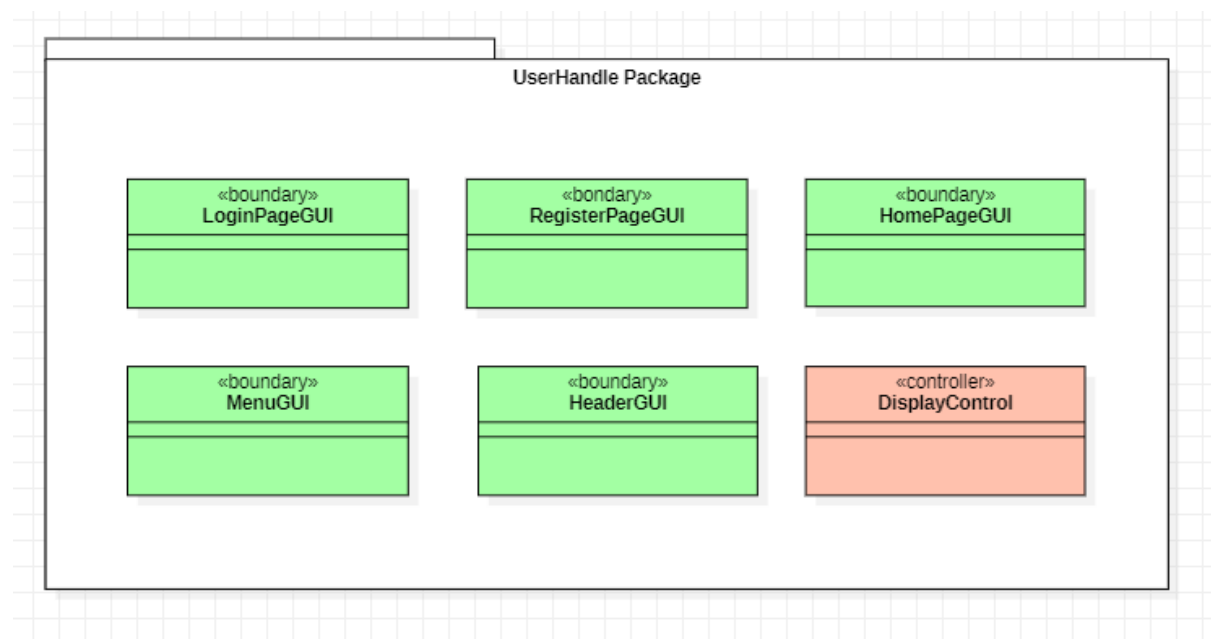 UserHandle Package
«boundary»
LoginPageGUI
«bondary»
RegisterPageGUI
«boundary»
HomePageGUI
«boundary»
MenuGUI
«boundary»
HeaderGUI
«controller»
DisplayControl